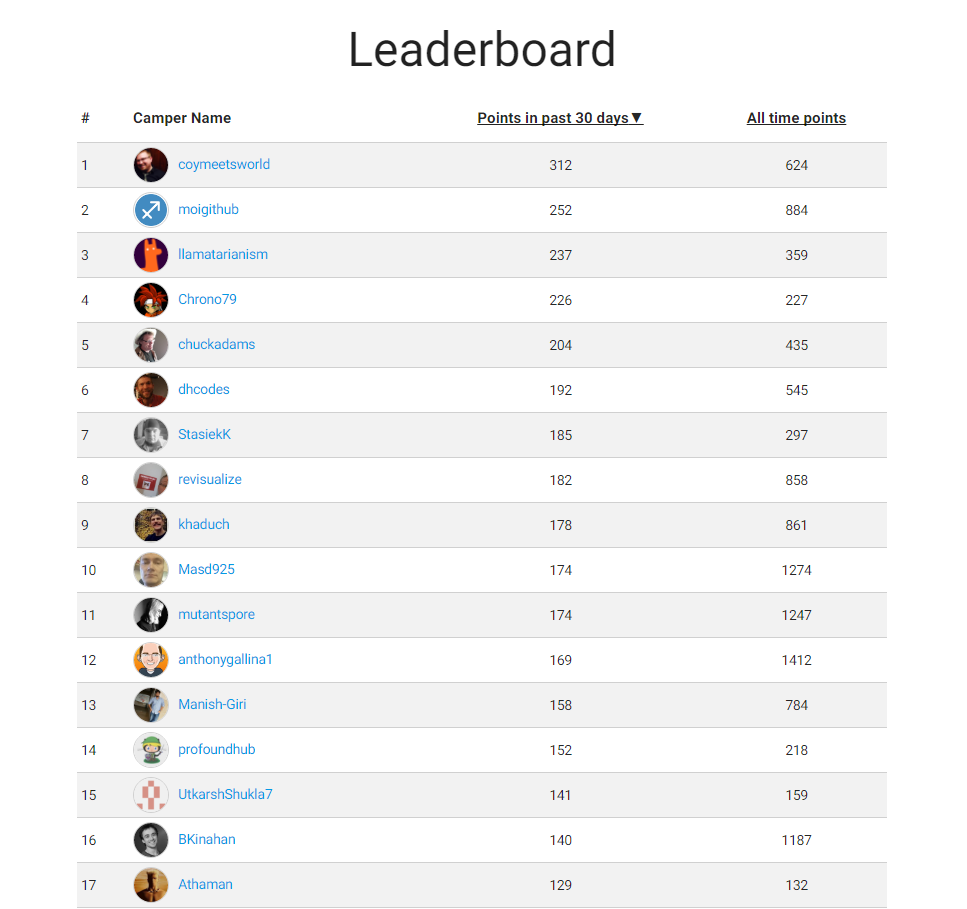 Leaderboard
# Camper Name Points in past 30 days▼ All time points
1 coymeetsworld 312 624
2 moigithub 252 884
3 llamatarianism 237 359
4 Chrono79 226 227
5 chuckadams 204 435
6 dhcodes 192 545
7 StasiekK 185 297
8 revisualize 182 858
9 khaduch 178 861
10 Masd925 174 1274
11 mutantspore 174 1247
12 anthonygallina1 169 1412
13 Manish-Giri 158 784
14 profoundhub 152 218
15 UtkarshShukla7 141 159
16 BKinahan 140 1187
17 Athaman 129 132